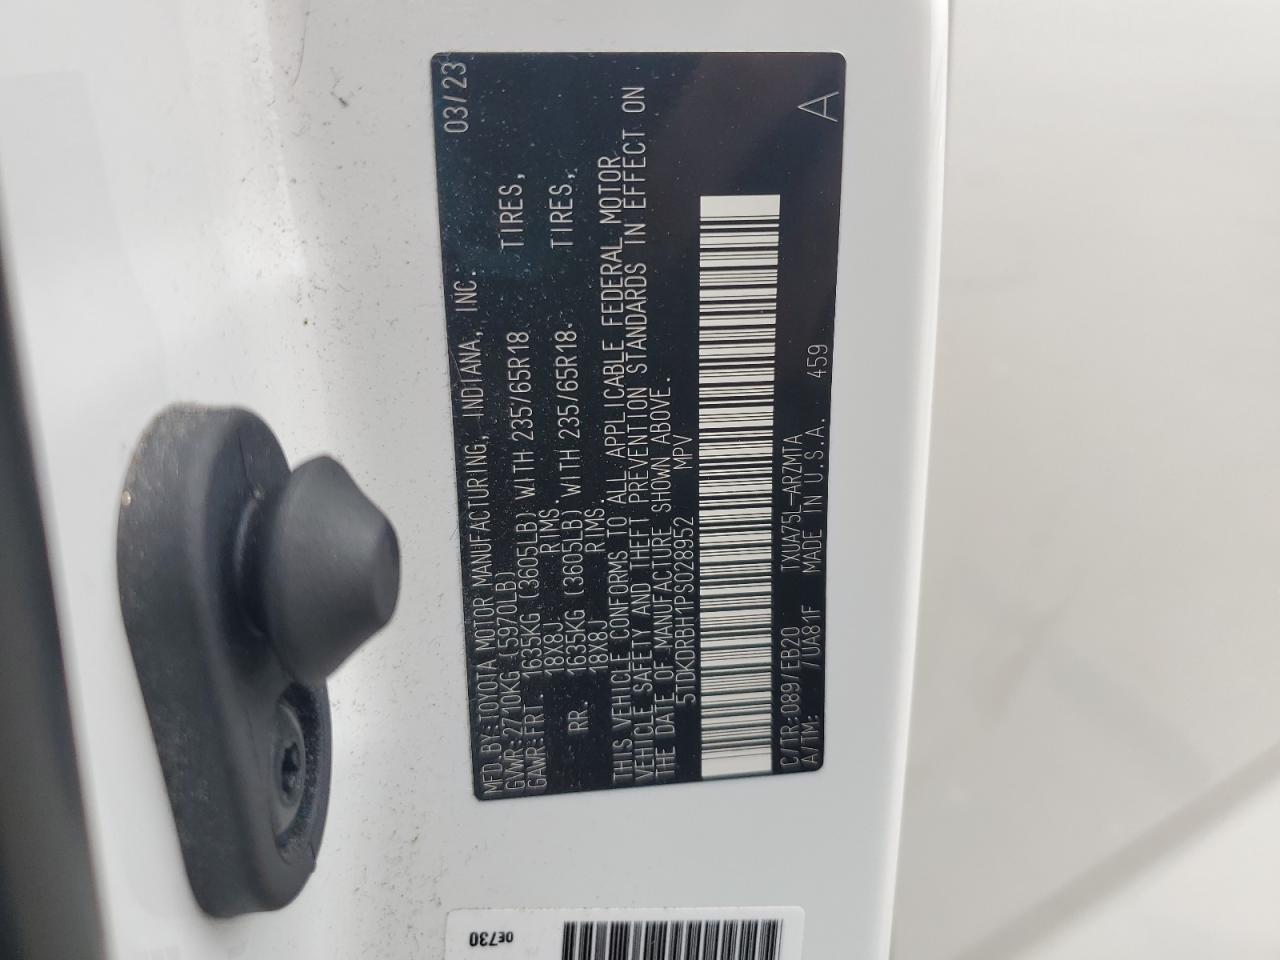 MFD.BY:TOYOTA MOTOR MANUFACTURING, INDIANA, INC. 03/23
GVWR:2710KG (5970LB)
GAWR:FRT. 1635KG (3605LB) WITH 235/65R18 TIRES,
18X8J RIMS.
RR. 1635KG (3605LB) WITH 235/65R18 TIRES,
18X8J RIMS.
THIS VEHICLE CONFORMS TO ALL APPLICABLE FEDERAL MOTOR
VEHICLE SAFETY AND THEFT PREVENTION STANDARDS IN EFFECT ON
THE DATE OF MANUFACTURE SHOWN ABOVE.
5TDKDRBH1PS028952 MPV
C/TR:089/FB20 TXUA75L-ARZMTA
A/TM: /UA81F MADE IN U.S.A. 459 A
0E730